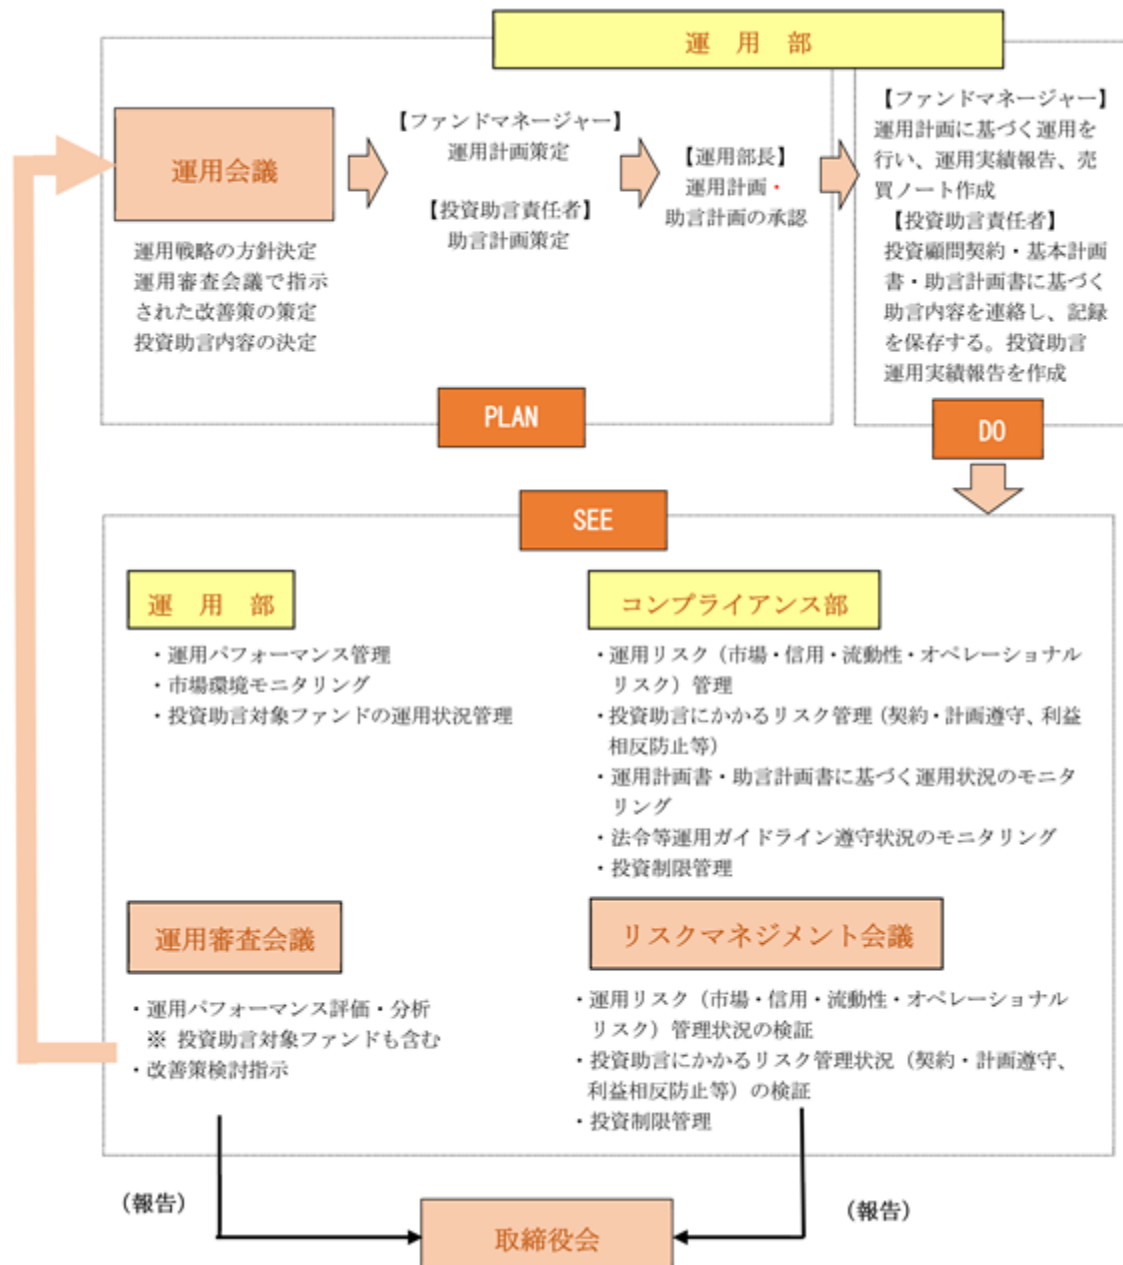 運　用　部
運用会議
運用戦略の方針決定
運用審査会議で指示
された改善策の策定
投資助言内容の決定
【ファンドマネージャー】
運用計画策定
【投資助言責任者】
助言計画策定
【運用部長】
運用計画・
助言計画の承認
PLAN
【ファンドマネージャー】
運用計画に基づく運用を
行い、運用実績報告、売
買ノート作成
【投資助言責任者】
投資顧問契約・基本計画
書・助言計画書に基づく
助言内容を連絡し、記録
を保存する。投資助言
運用実績報告を作成
DO
SEE
運　用　部
・運用パフォーマンス管理
・市場環境モニタリング
・投資助言対象ファンドの運用状況管理
コンプライアンス部
・運用リスク（市場・信用・流動性・オペレーショナル
リスク）管理
・投資助言にかかるリスク管理（契約・計画遵守、利益
相反防止等）
・運用計画書・助言計画書に基づく運用状況のモニタ
リング
・法令等運用ガイドライン遵守状況のモニタリング
・投資制限管理
運用審査会議
・運用パフォーマンス評価・分析
※ 投資助言対象ファンドも含む
・改善策検討指示
リスクマネジメント会議
・運用リスク（市場・信用・流動性・オペレーショナル
リスク）管理状況の検証
・投資助言にかかるリスク管理状況（契約・計画遵守、
利益相反防止等）の検証
・投資制限管理
（報告）
（報告）
取締役会